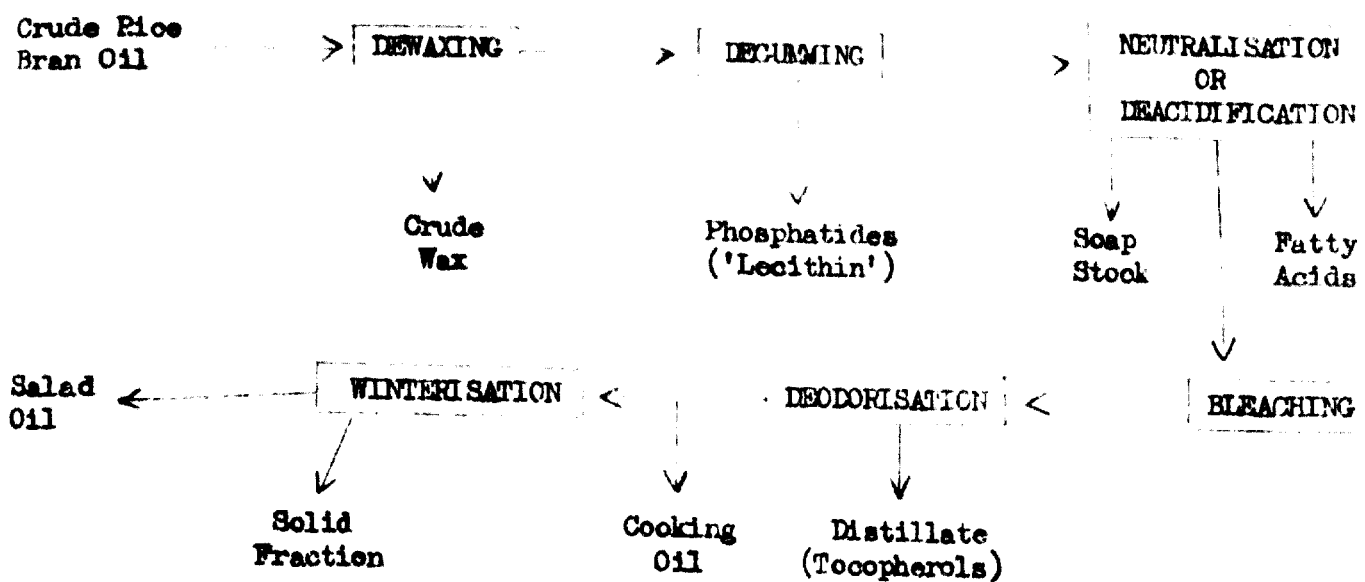 Crude Rice
Bran Oil
DEWAXING
DEGUMMING
NEUTRALISATION
OR
DEACIDIFICATION
Crude
Wax
Phosphatides
('Lecithin')
Soap
Stock
Fatty
Acids
Salad
Oil
WINTERISATION
DEODORISATION
BLEACHING
Solid
Fraction
Cooking
Oil
Distillate
(Tocopherols)